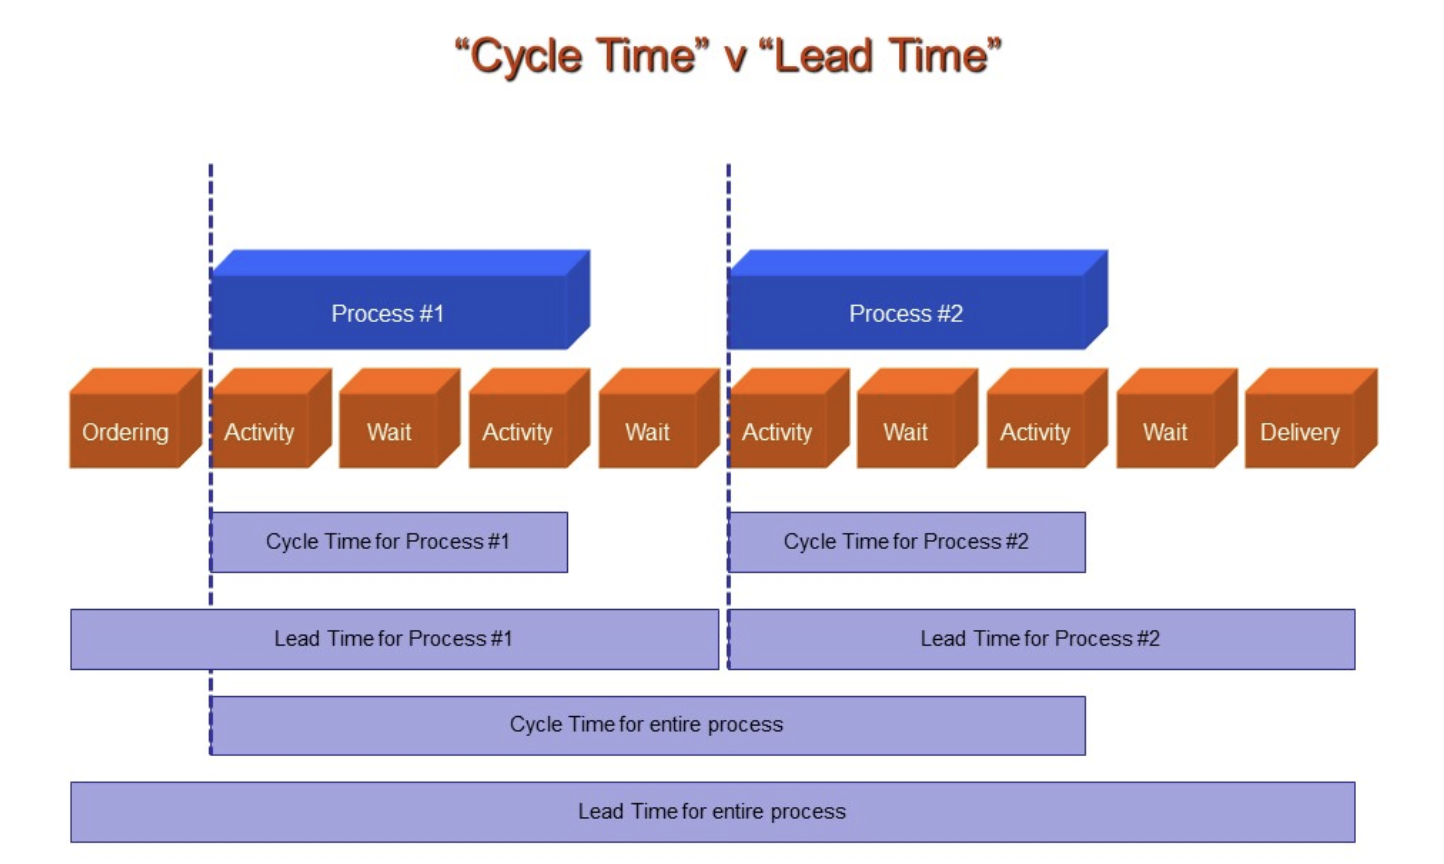 “Cycle Time” v “Lead Time”
Process #1
Process #2
Ordering
Activity
Wait
Activity
Wait
Activity
Wait
Activity
Wait
Delivery
Cycle Time for Process #1
Cycle Time for Process #2
Lead Time for Process #1
Lead Time for Process #2
Cycle Time for entire process
Lead Time for entire process